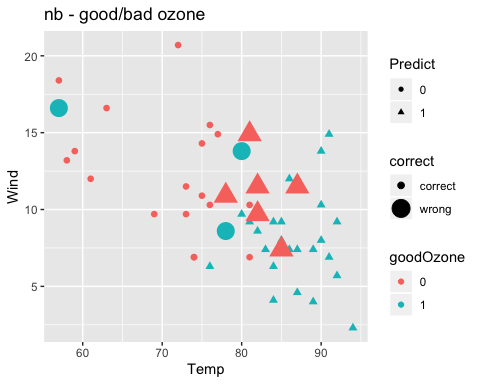 nb - good/bad ozone
20
15
10
5
Wind
60
70
80
90
Temp
Predict
0
1
correct
correct
wrong
goodOzone
0
1